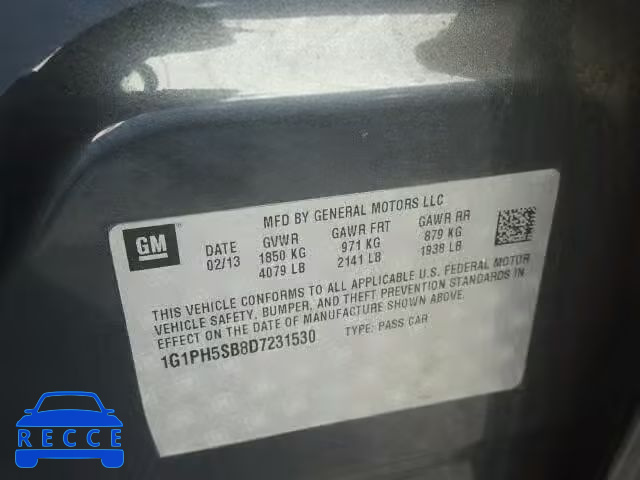 MFD BY GENERAL MOTORS LLC
GM
DATE GVWR GAWR FRT GAWR RR
02/13 1850 KG 971 KG 879 KG
4079 LB 2141 LB 1938 LB
THIS VEHICLE CONFORMS TO ALL APPLICABLE U.S. FEDERAL MOTOR
VEHICLE SAFETY, BUMPER, AND THEFT PREVENTION STANDARDS IN
EFFECT ON THE DATE OF MANUFACTURE SHOWN ABOVE.
1G1PH5SB8D7231530 TYPE: PASS CAR
RECCE